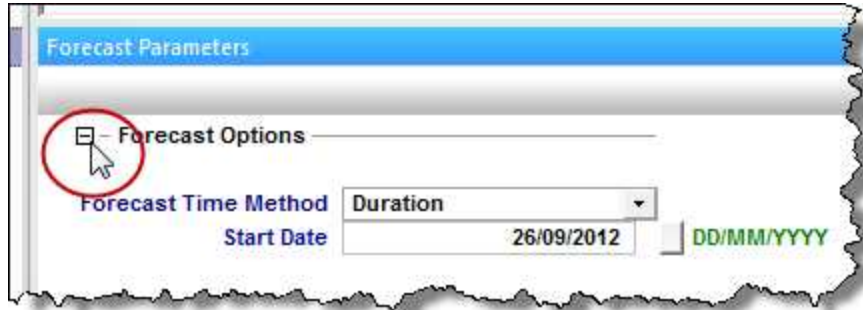 Forecast Parameters
Forecast Options
Forecast Time Method Duration
Start Date 26/09/2012 DD/MM/YYYY